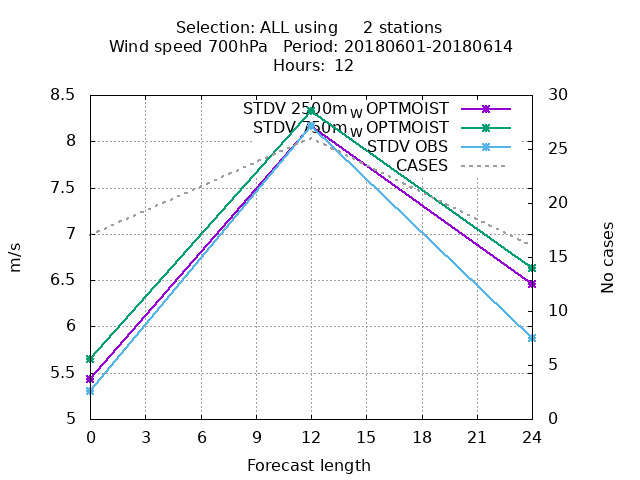 Selection: ALL using 2 stations
Wind speed 700hPa Period: 20180601-20180614
Hours: 12
STDV 2500m_W OPTMOIST
STDV 750m_W OPTMOIST
STDV OBS
CASES
8.5
8
7.5
7
6.5
6
5.5
5
30
25
20
15
10
5
0
m/s
No cases
0 3 6 9 12 15 18 21 24
Forecast length